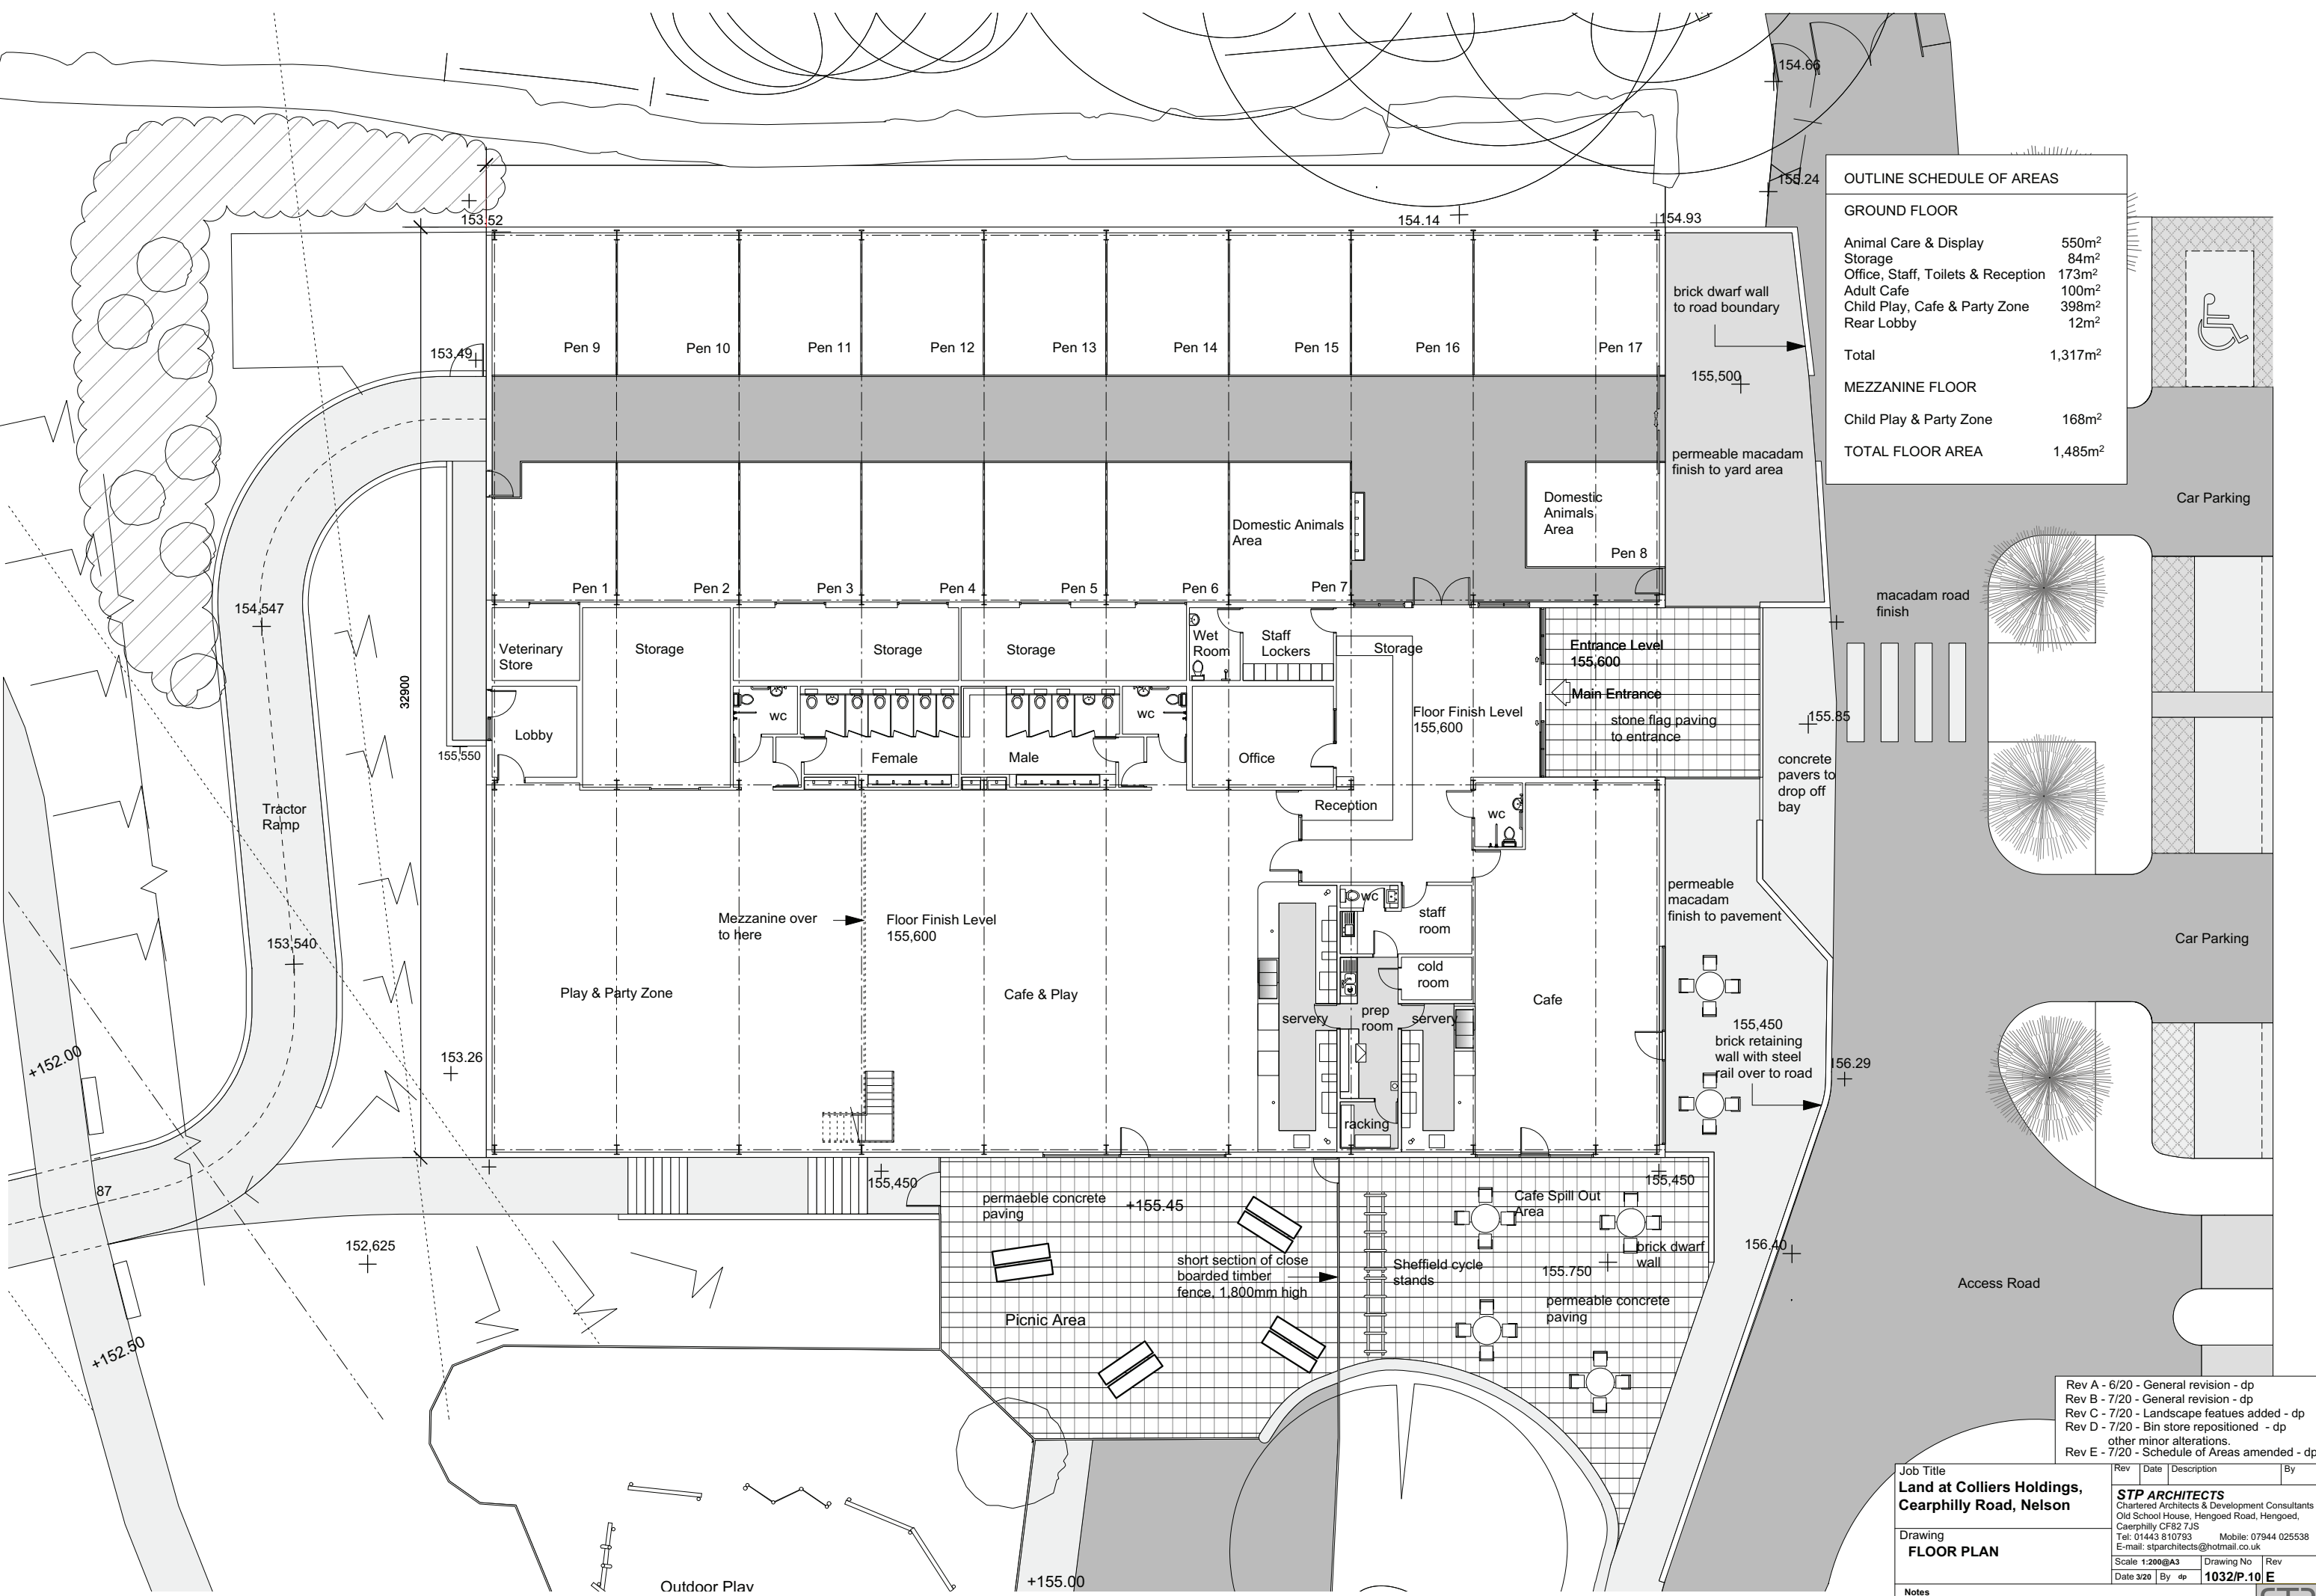 154.66
155.24
153.52
154.14
154.93
OUTLINE SCHEDULE OF AREAS
GROUND FLOOR
Animal Care & Display 550m²
Storage 84m²
Office, Staff, Toilets & Reception 173m²
Adult Cafe 100m²
Child Play, Cafe & Party Zone 398m²
Rear Lobby 12m²
Total 1,317m²
MEZZANINE FLOOR
Child Play & Party Zone 168m²
TOTAL FLOOR AREA 1,485m²
brick dwarf wall
to road boundary
153.49
Pen 9
Pen 10
Pen 11
Pen 12
Pen 13
Pen 14
Pen 15
Pen 16
Pen 17
155,500
permeable macadam
finish to yard area
Car Parking
Domestic Animals
Area
Domestic
Animals
Area
Pen 8
Pen 1
Pen 2
Pen 3
Pen 4
Pen 5
Pen 6
Pen 7
macadam road
finish
154,547
Veterinary
Store
Storage
Storage
Storage
Wet
Room
Staff
Lockers
Storage
Entrance Level
155,600
Main Entrance
stone flag paving
to entrance
32900
Lobby
wc
Female
Male
wc
Office
Floor Finish Level
155,600
155.85
155,550
concrete
pavers to
drop off
bay
Tractor
Ramp
Reception
wc
permeable
macadam
finish to pavement
Mezzanine over
to here
Floor Finish Level
155,600
wc
staff
room
cold
room
153,540
Play & Party Zone
Cafe & Play
servery
prep
room
servery
Cafe
Car Parking
155,450
brick retaining
wall with steel
rail over to road
+152.00
153.26
156.29
racking
87
155,450
155,450
permaeble concrete
paving
+155.45
Cafe Spill Out
Area
152,625
short section of close
boarded timber
fence, 1,800mm high
Sheffield cycle
stands
155.750
brick dwarf
wall
156.40
Access Road
permeable concrete
paving
Picnic Area
+152.50
Outdoor Play
+155.00
Rev A - 6/20 - General revision - dp
Rev B - 7/20 - General revision - dp
Rev C - 7/20 - Landscape featues added - dp
Rev D - 7/20 - Bin store repositioned - dp
other minor alterations.
Rev E - 7/20 - Schedule of Areas amended - dp
Job Title
Land at Colliers Holdings,
Cearphilly Road, Nelson
Drawing
FLOOR PLAN
Notes
Rev Date Description By
STP ARCHITECTS
Chartered Architects & Development Consultants
Old School House, Hengoed Road, Hengoed,
Caerphilly CF82 7JS
Tel: 01443 810793 Mobile: 07944 025538
E-mail: stparchitects@hotmail.co.uk
Scale 1:200@A3 Drawing No Rev
Date 3/20 By dp 1032/P.10 E